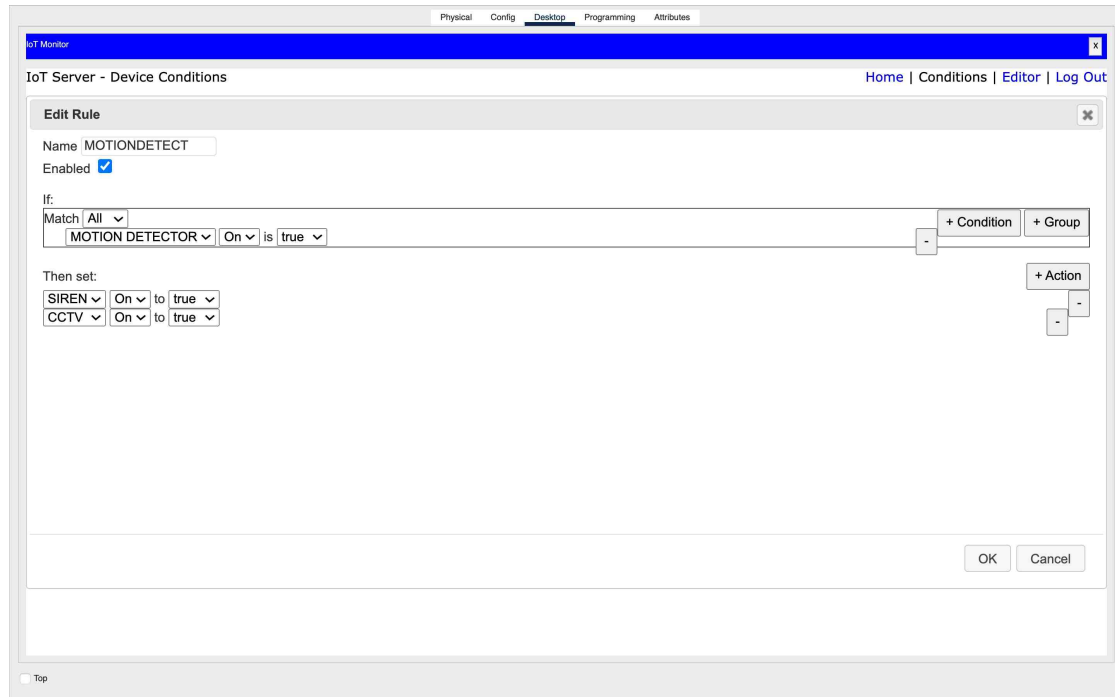 Physical Config Desktop Programming Attributes
IoT Monitor X
IoT Server - Device Conditions Home | Conditions | Editor | Log Out
Edit Rule
Name MOTIONDETECT
Enabled
If:
Match All + Condition + Group
MOTION DETECTOR On is true -
Then set: + Action
SIREN On to true -
CCTV On to true -
OK Cancel
Top